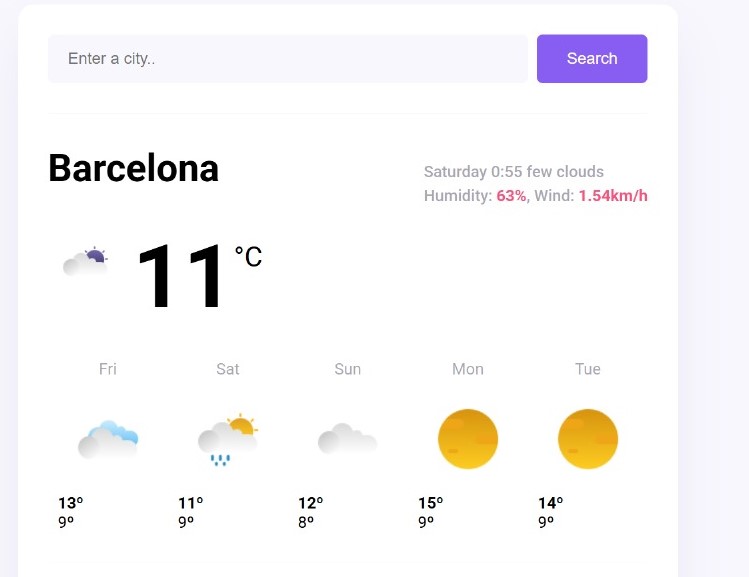 Enter a city..
Search
Barcelona
Saturday 0:55 few clouds
Humidity: 63%, Wind: 1.54km/h
11 °C
Fri Sat Sun Mon Tue
13° 11° 12° 15° 14°
9° 9° 8° 9° 9°